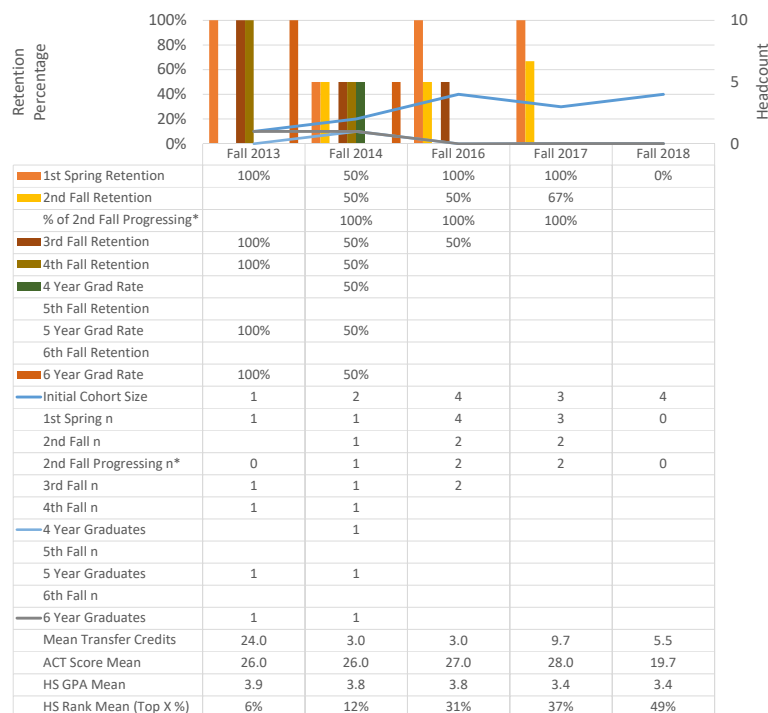 Retention
Percentage
100%
80%
60%
40%
20%
0%
10
5
0
Headcount
Fall 2013 Fall 2014 Fall 2016 Fall 2017 Fall 2018
1st Spring Retention 100% 50% 100% 100% 0%
2nd Fall Retention 50% 50% 67%
% of 2nd Fall Progressing* 100% 100% 100%
3rd Fall Retention 100% 50% 50%
4th Fall Retention 100% 50%
4 Year Grad Rate 50%
5th Fall Retention
5 Year Grad Rate 100% 50%
6th Fall Retention
6 Year Grad Rate 100% 50%
Initial Cohort Size 1 2 4 3 4
1st Spring n 1 1 4 3 0
2nd Fall n 1 2 2
2nd Fall Progressing n* 0 1 2 2 0
3rd Fall n 1 1 2
4th Fall n 1 1
4 Year Graduates 1
5th Fall n
5 Year Graduates 1 1
6th Fall n
6 Year Graduates 1 1
Mean Transfer Credits 24.0 3.0 3.0 9.7 5.5
ACT Score Mean 26.0 26.0 27.0 28.0 19.7
HS GPA Mean 3.9 3.8 3.8 3.4 3.4
HS Rank Mean (Top X %) 6% 12% 31% 37% 49%